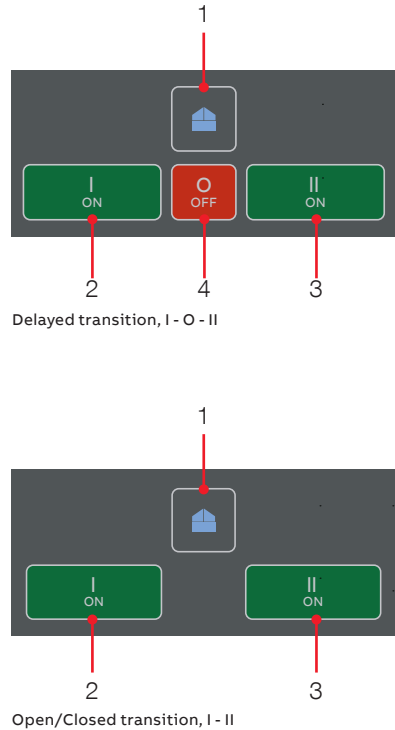 1
I
ON
O
OFF
II
ON
2
4
3
Delayed transition, I - O - II
1
I
ON
II
ON
2
3
Open/Closed transition, I - II